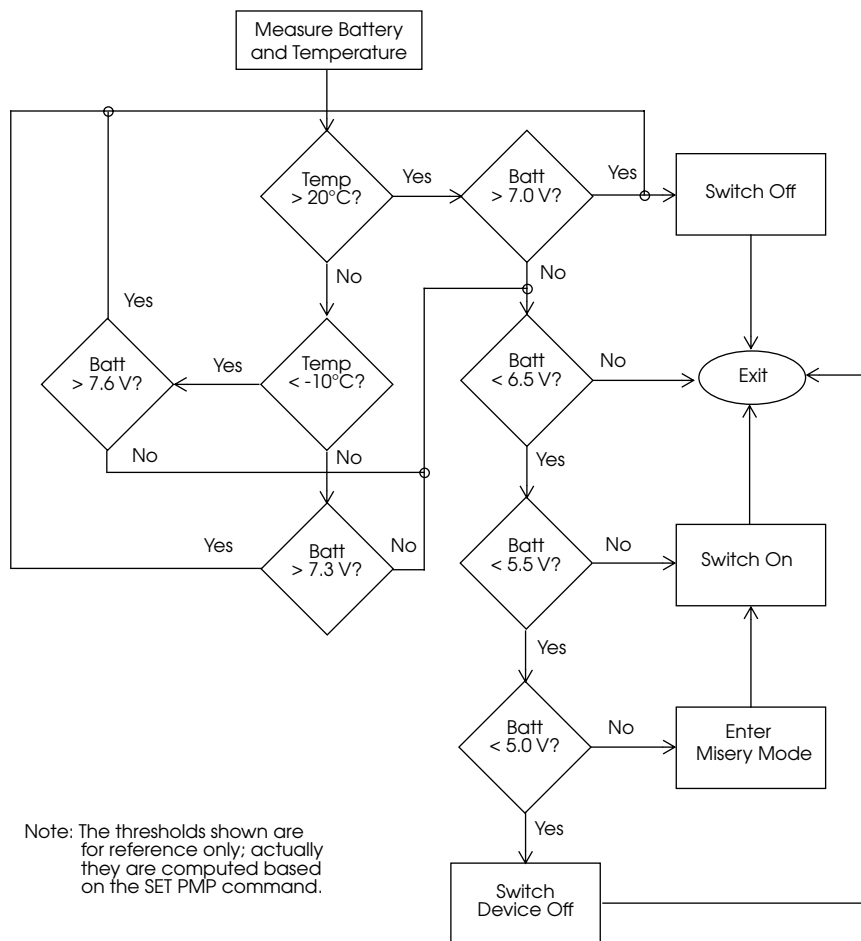 Measure Battery
and Temperature
Temp
> 20°C?
Yes
Batt
> 7.0 V?
Yes
Switch Off
No
No
Yes
Batt
> 7.6 V?
Yes
Temp
< -10°C?
Batt
< 6.5 V?
No
Exit
No
No
Yes
Yes
Batt
> 7.3 V?
No
Batt
< 5.5 V?
No
Switch On
Yes
Batt
< 5.0 V?
No
Enter
Misery Mode
Yes
Note: The thresholds shown are
for reference only; actually
they are computed based
on the SET PMP command.
Switch
Device Off